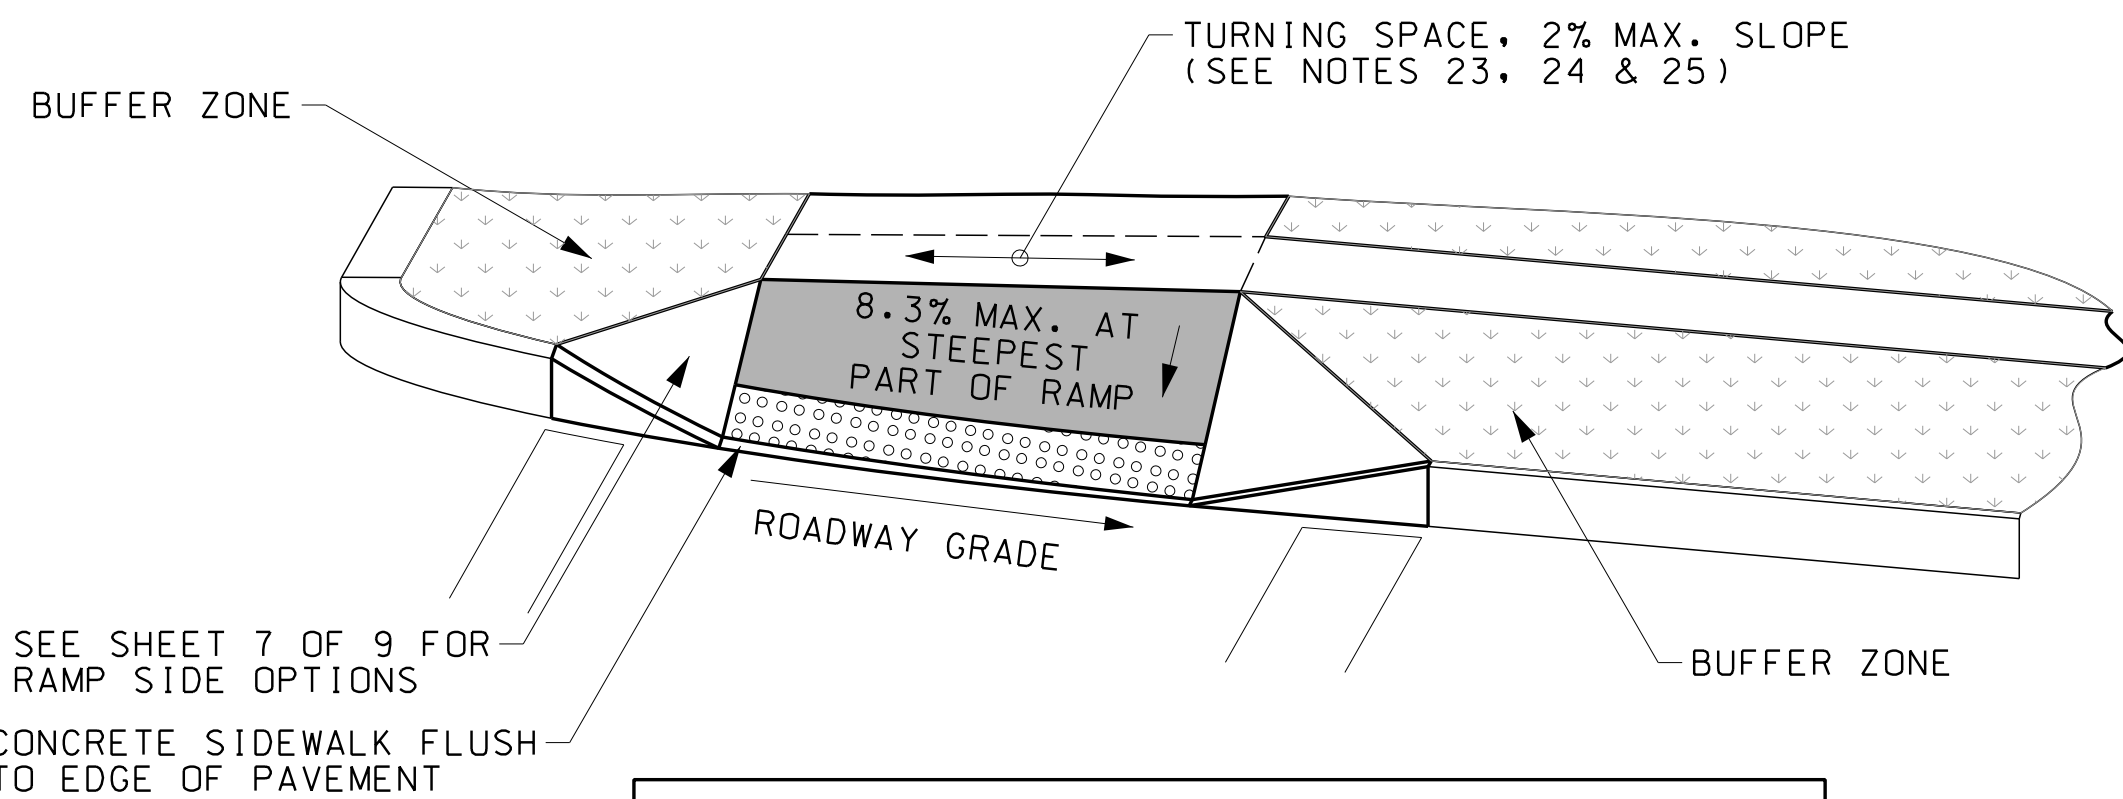 TURNING SPACE, 2% MAX. SLOPE
(SEE NOTES 23, 24 & 25)
BUFFER ZONE
8.3% MAX. AT
STEEPEST
PART OF RAMP
ROADWAY GRADE
SEE SHEET 7 OF 9 FOR
RAMP SIDE OPTIONS
BUFFER ZONE
CONCRETE SIDEWALK FLUSH
TO EDGE OF PAVEMENT